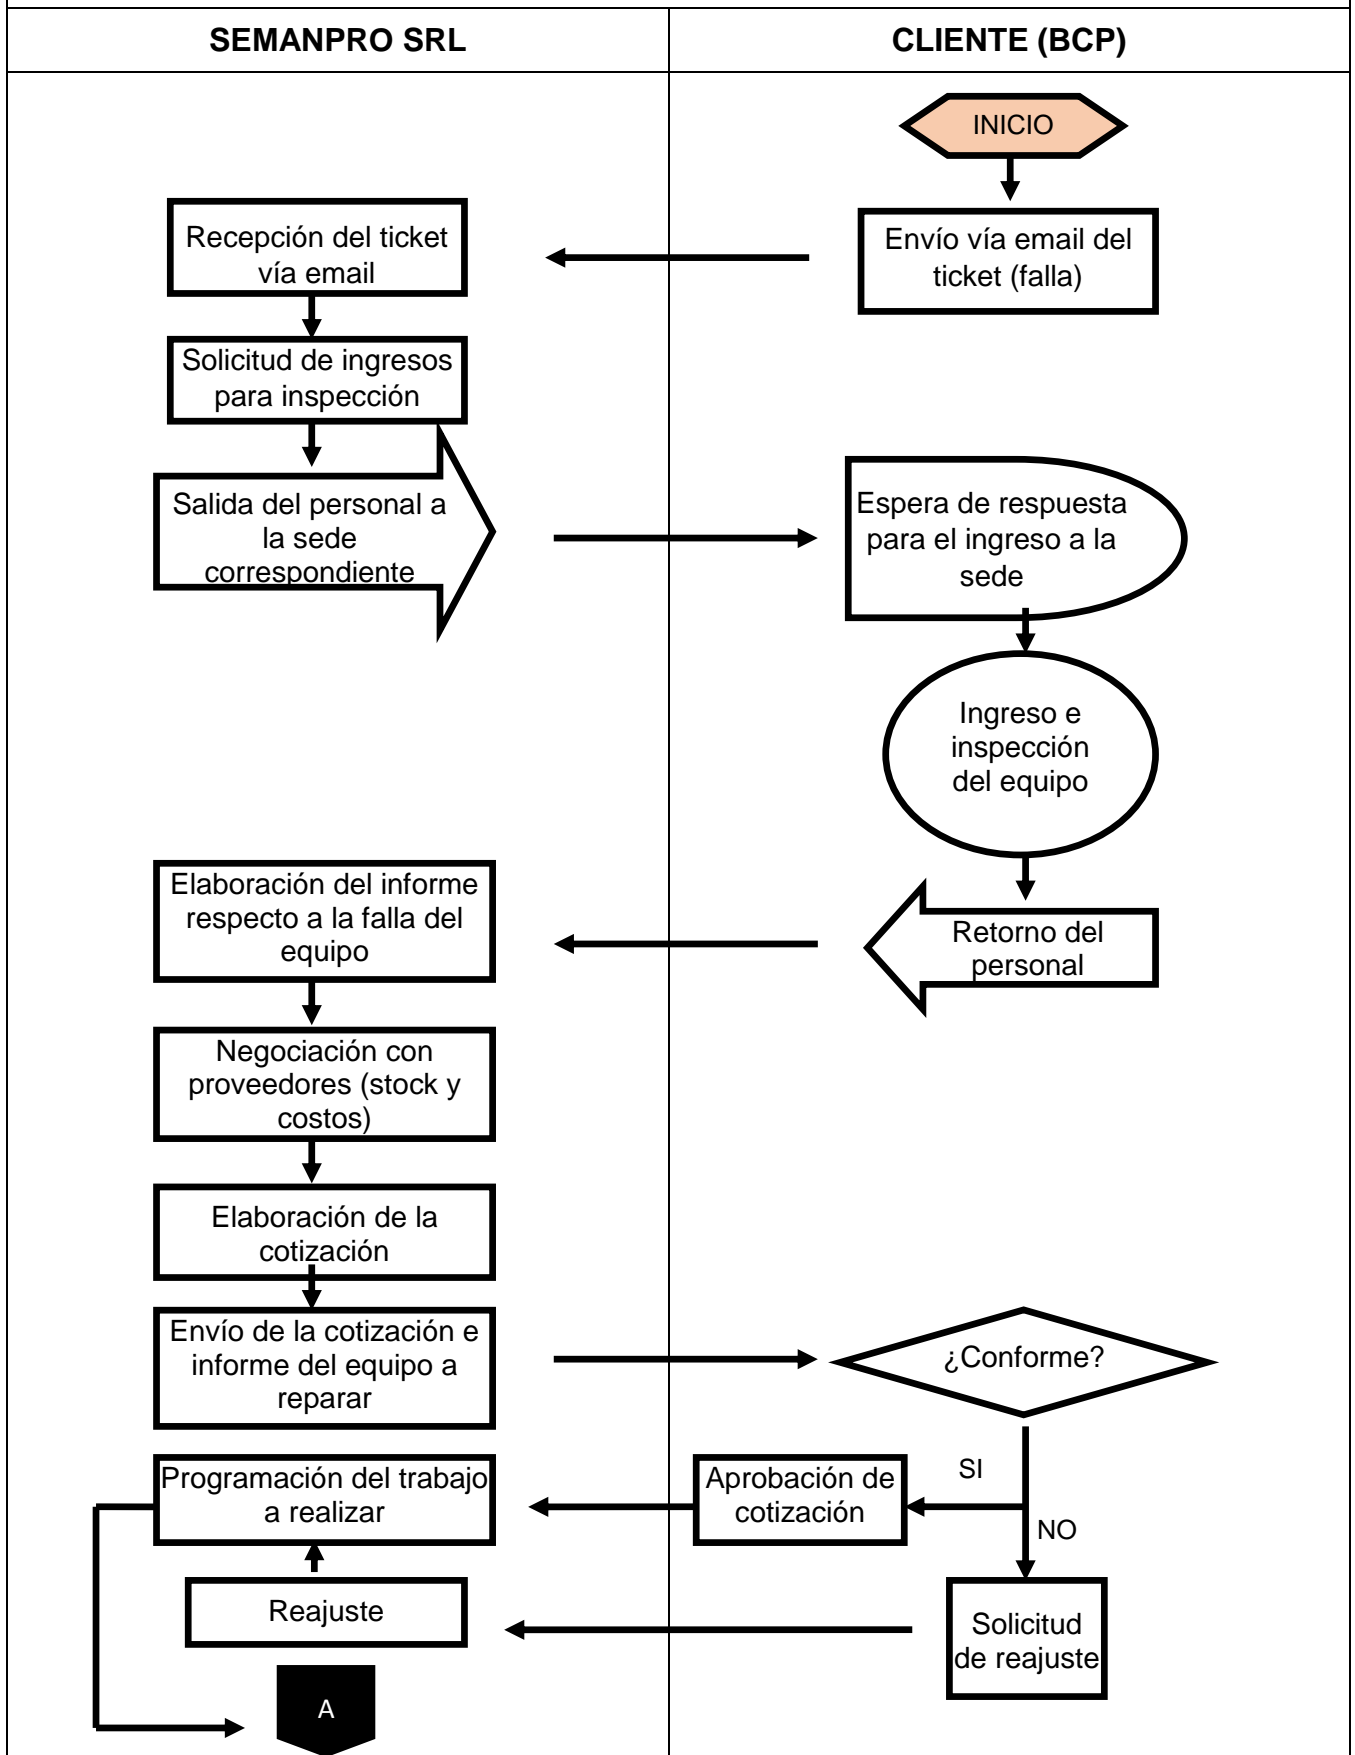 SEMANPRO SRL
CLIENTE (BCP)
INICIO
Envío vía email del
ticket (falla)
Recepción del ticket
vía email
Solicitud de ingresos
para inspección
Salida del personal a
la sede
correspondiente
Espera de respuesta
para el ingreso a la
sede
Ingreso e
inspección
del equipo
Retorno del
personal
Elaboración del informe
respecto a la falla del
equipo
Negociación con
proveedores (stock y
costos)
Elaboración de la
cotización
Envío de la cotización e
informe del equipo a
reparar
¿Conforme?
SI
Aprobación de
cotización
Programación del trabajo
a realizar
NO
Solicitud
de reajuste
Reajuste
A